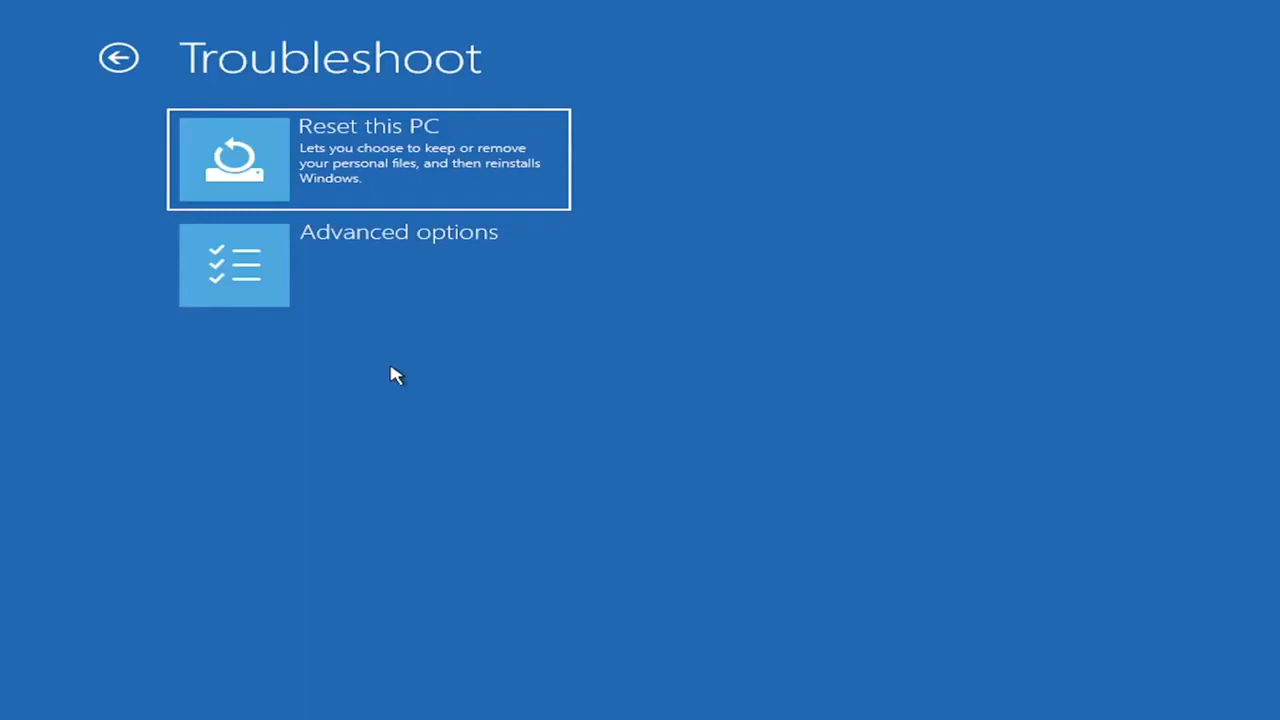 Troubleshoot
Reset this PC
Lets you choose to keep or remove
your personal files, and then reinstalls
Windows.
Advanced options